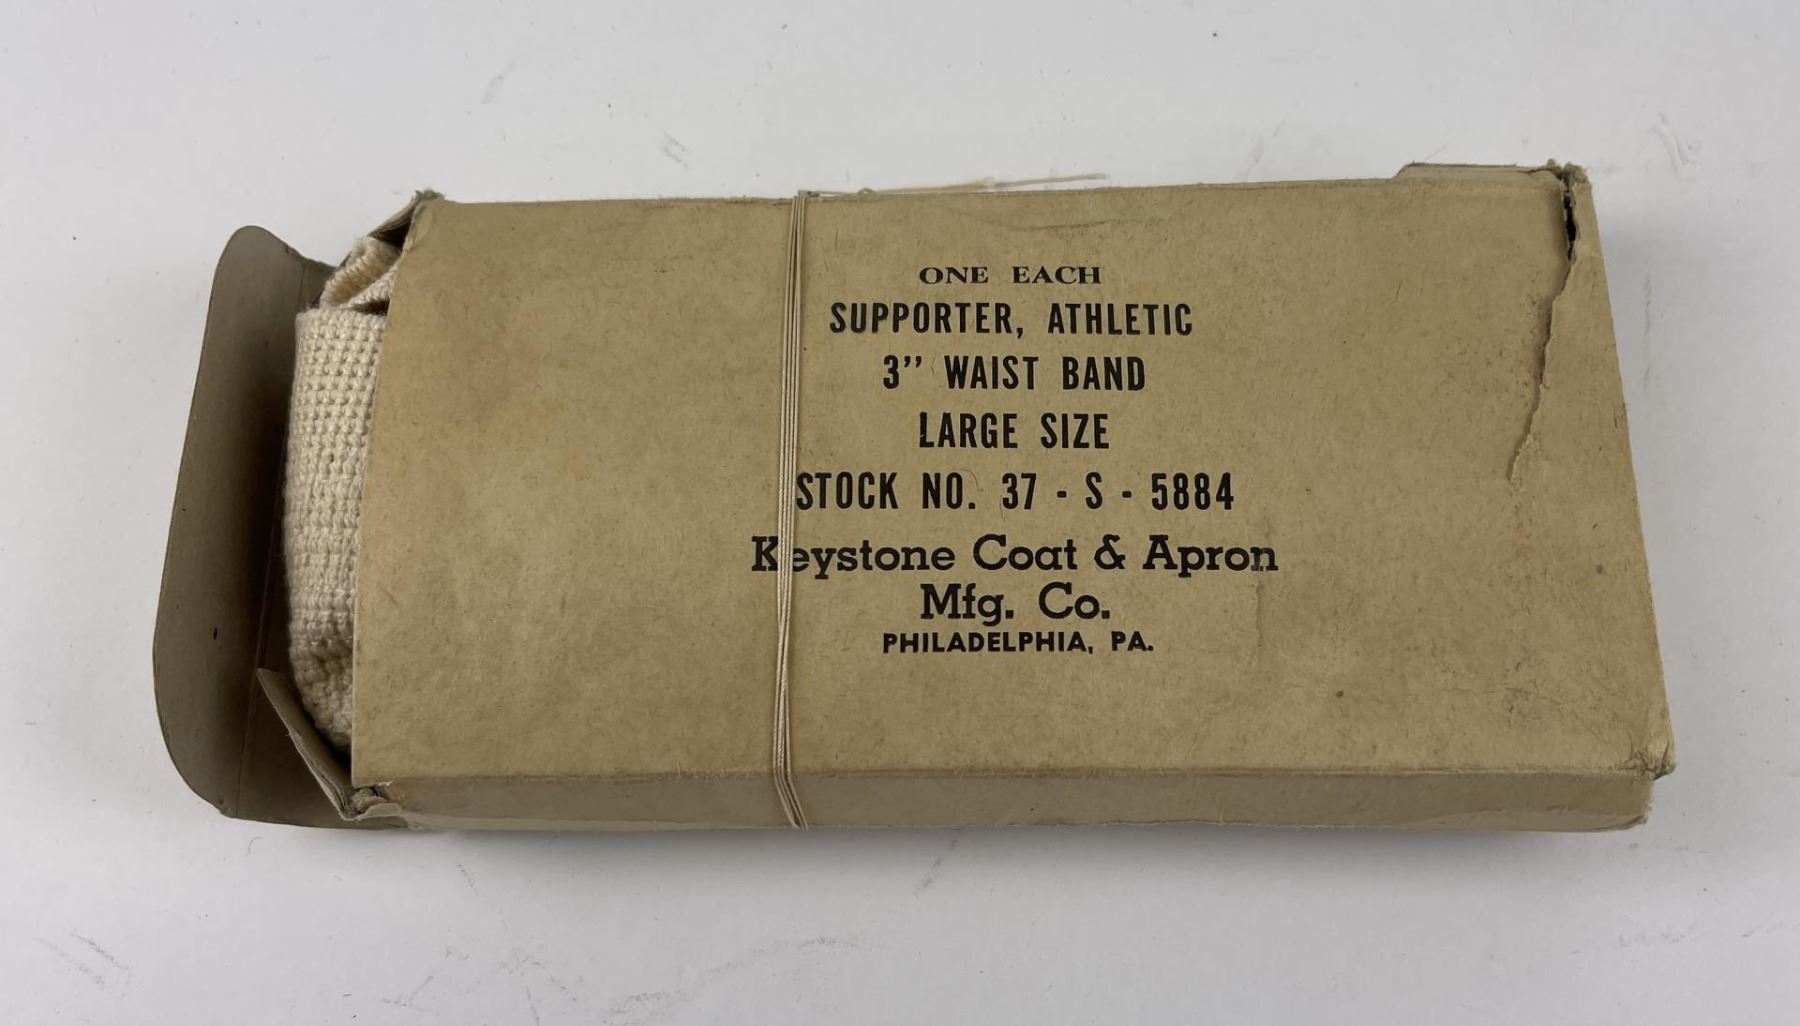 ONE EACH
SUPPORTER, ATHLETIC
3" WAIST BAND
LARGE SIZE
STOCK NO. 37 - S - 5884
Keystone Coat & Apron
Mfg. Co.
PHILADELPHIA, PA.